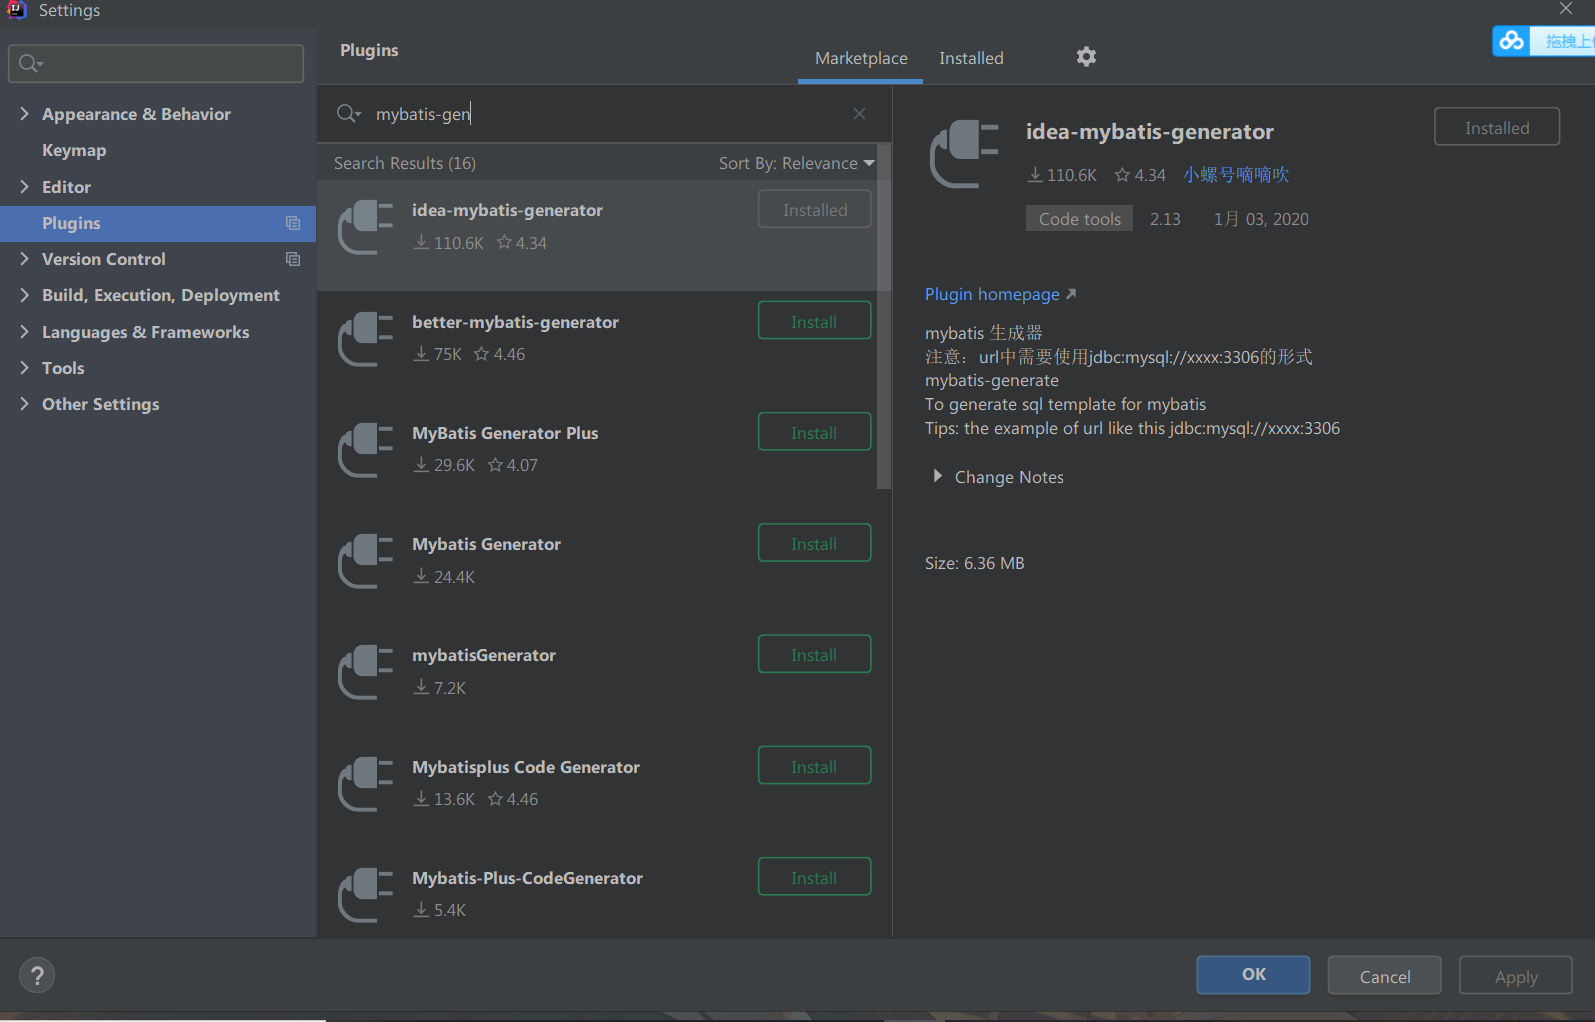 Settings
拖拽上
Appearance & Behavior
Keymap
Editor
Plugins
Version Control
Build, Execution, Deployment
Languages & Frameworks
Tools
Other Settings
Plugins
Marketplace
Installed
mybatis-gen
Search Results (16)
Sort By: Relevance
idea-mybatis-generator
Installed
110.6K 4.34
better-mybatis-generator
Install
75K 4.46
MyBatis Generator Plus
Install
29.6K 4.07
Mybatis Generator
Install
24.4K
mybatisGenerator
Install
7.2K
Mybatisplus Code Generator
Install
13.6K 4.46
Mybatis-Plus-CodeGenerator
Install
5.4K
idea-mybatis-generator
Installed
110.6K 4.34 小螺号嘀嘀吹
Code tools 2.13 1月 03, 2020
Plugin homepage
mybatis 生成器
注意：url中需要使用jdbc:mysql://xxxx:3306的形式
mybatis-generate
To generate sql template for mybatis
Tips: the example of url like this jdbc:mysql://xxxx:3306
Change Notes
Size: 6.36 MB
?
OK
Cancel
Apply